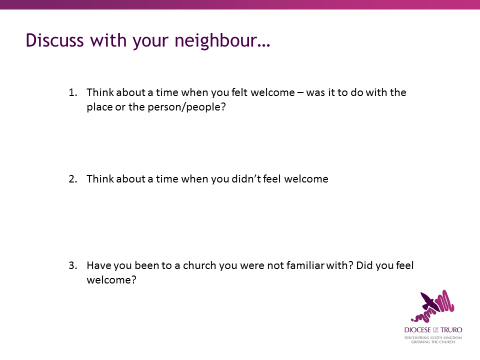 Discuss with your neighbour…
1. Think about a time when you felt welcome – was it to do with the
place or the person/people?
2. Think about a time when you didn't feel welcome
3. Have you been to a church you were not familiar with? Did you feel
welcome?
DIOCESE OF TRURO
DISCOVERING GOD'S KINGDOM
GROWING THE CHURCH